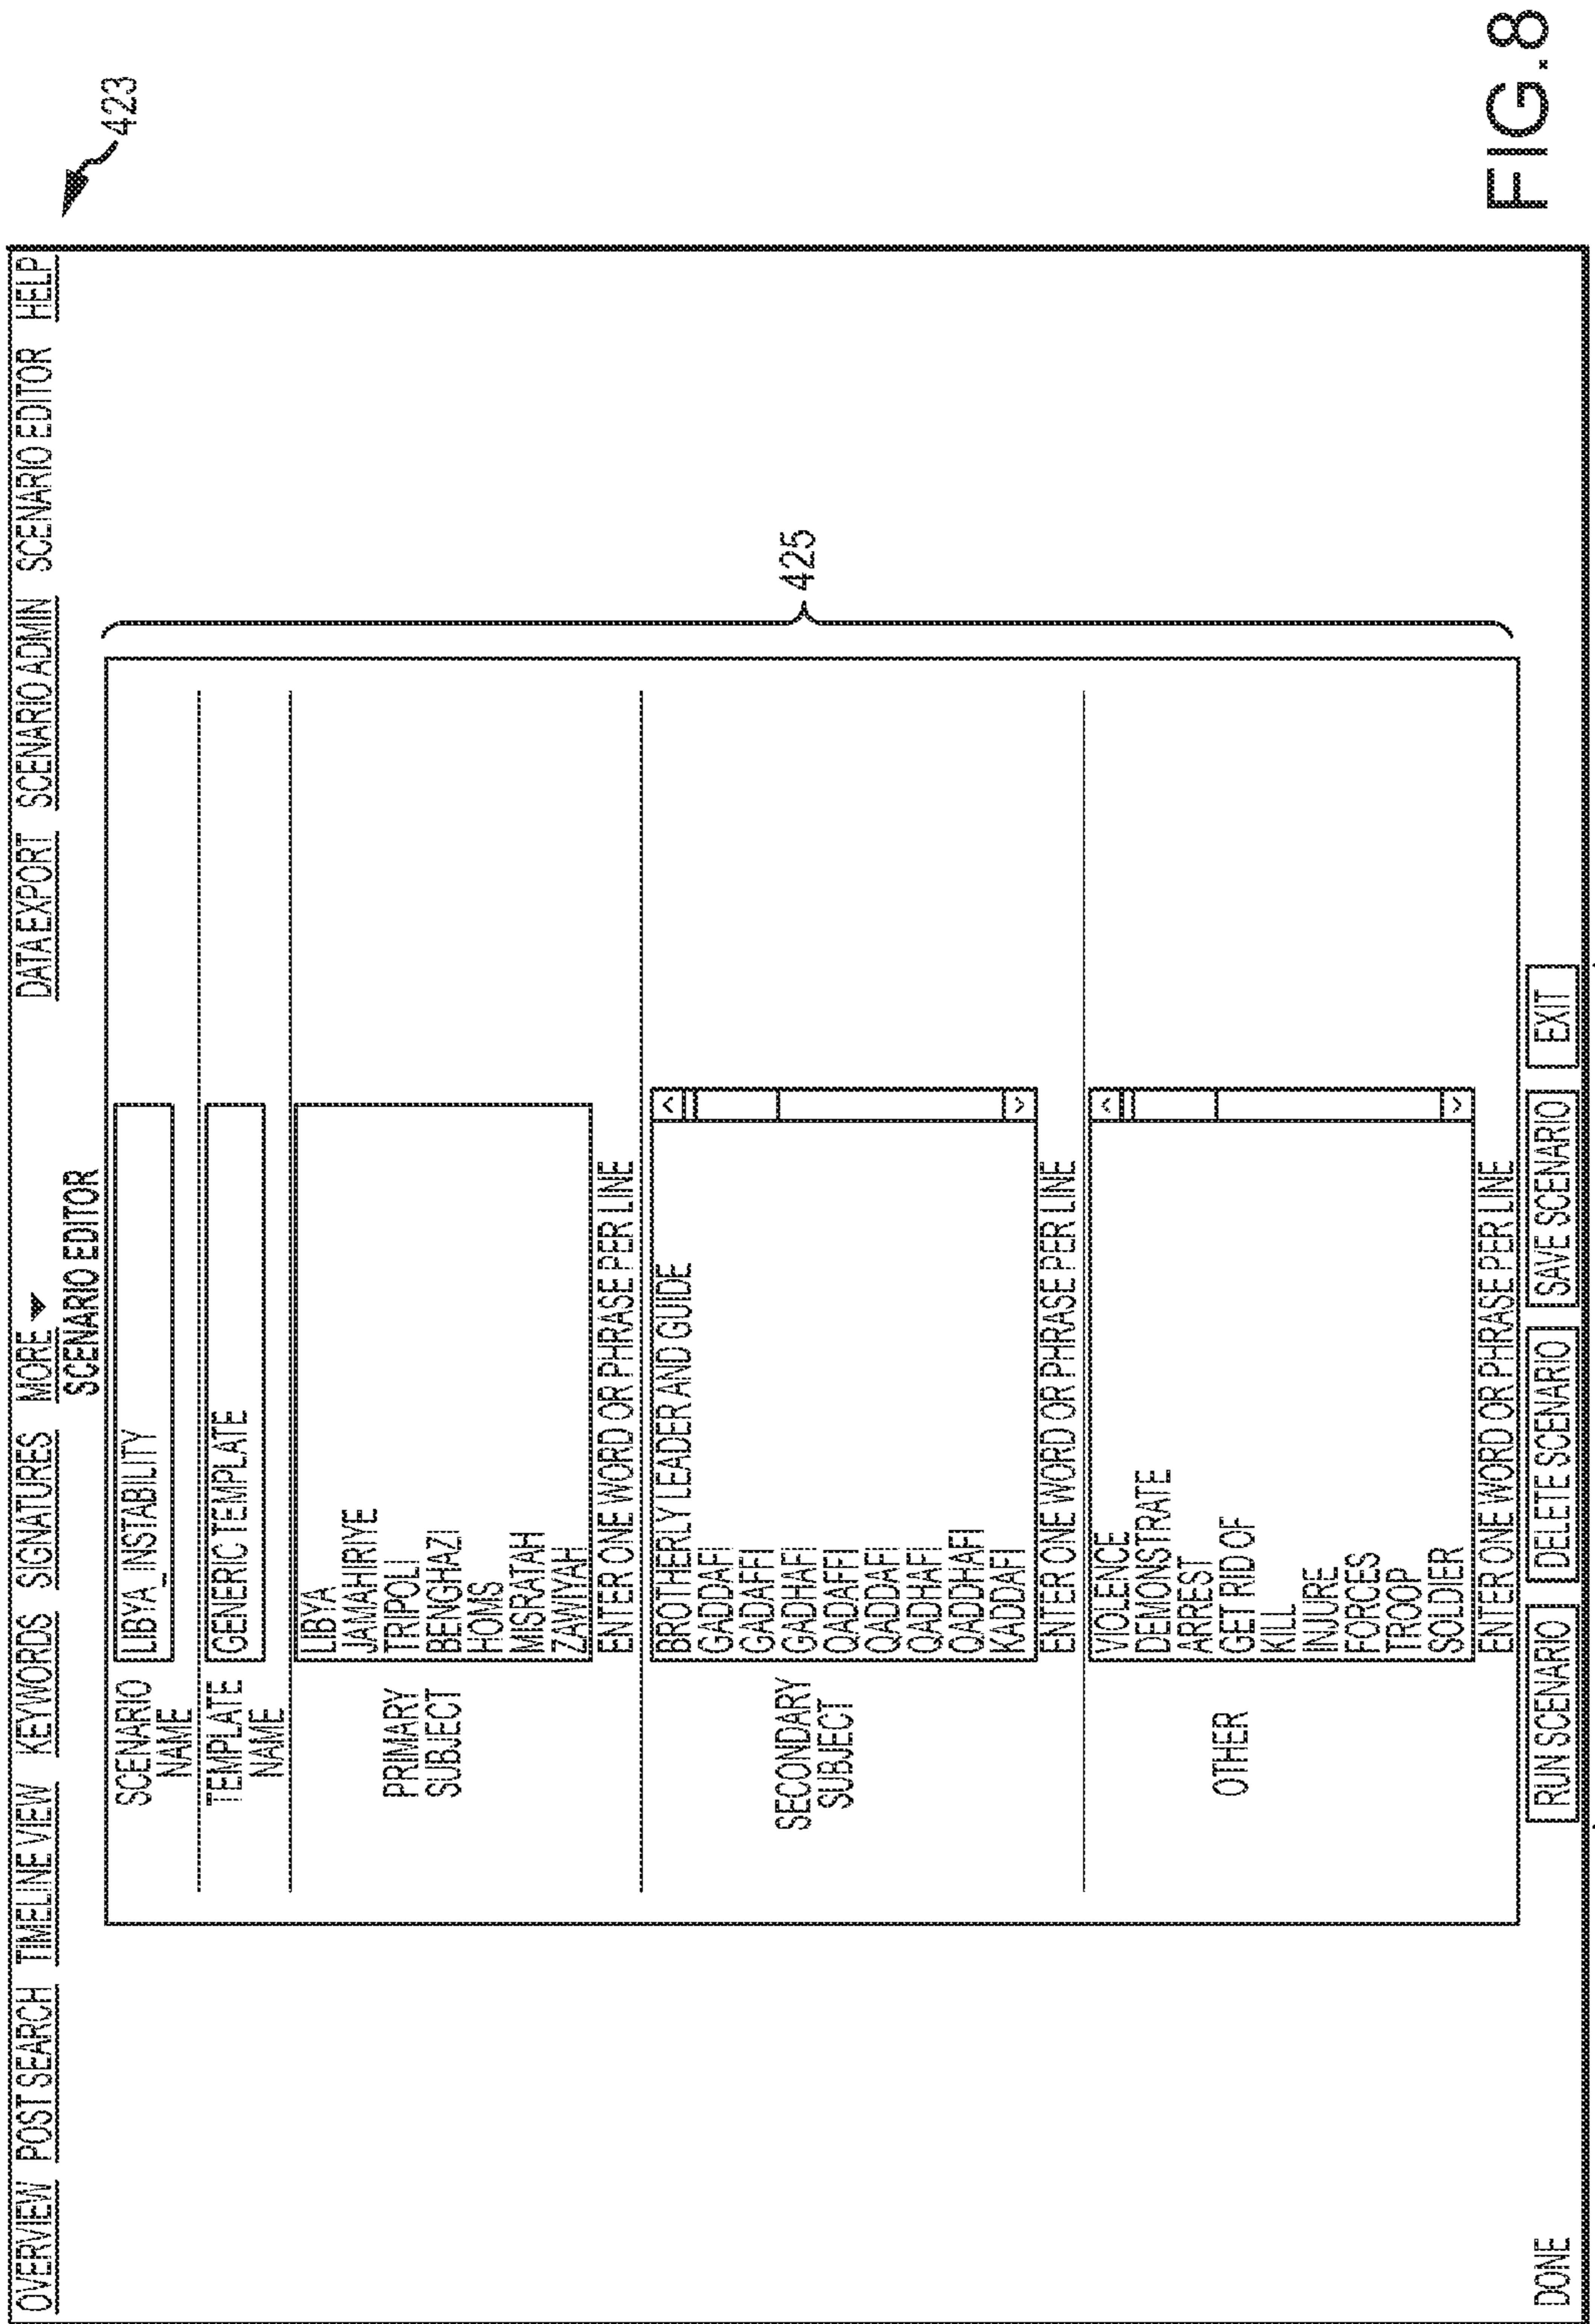 OVERVIEW POST SEARCH TIMELINE VIEW KEYWORDS SIGNATURES MORE DATA EXPORT SCENARIO ADMIN SCENARIO EDITOR HELP
423
SCENARIO EDITOR
SCENARIO NAME
LIBYA_INSTABILITY
TEMPLATE NAME
GENERIC TEMPLATE
PRIMARY SUBJECT
LIBYA
JAMAHIRIYE
TRIPOLI
BENGHAZI
HOMS
MISRATAH
ZAWIYAH
ENTER ONE WORD OR PHRASE PER LINE
SECONDARY SUBJECT
BROTHERLY LEADER AND GUIDE
GADDAFI
GADAFFI
GADHAFI
QADAFFI
QADDAFI
QADHAFI
QADDHAFI
KADDAFI
ENTER ONE WORD OR PHRASE PER LINE
425
OTHER
VIOLENCE
DEMONSTRATE
ARREST
GET RID OF
KILL
INJURE
FORCES
TROOP
SOLDIER
ENTER ONE WORD OR PHRASE PER LINE
RUN SCENARIO DELETE SCENARIO SAVE SCENARIO EXIT
DONE
FIG.8